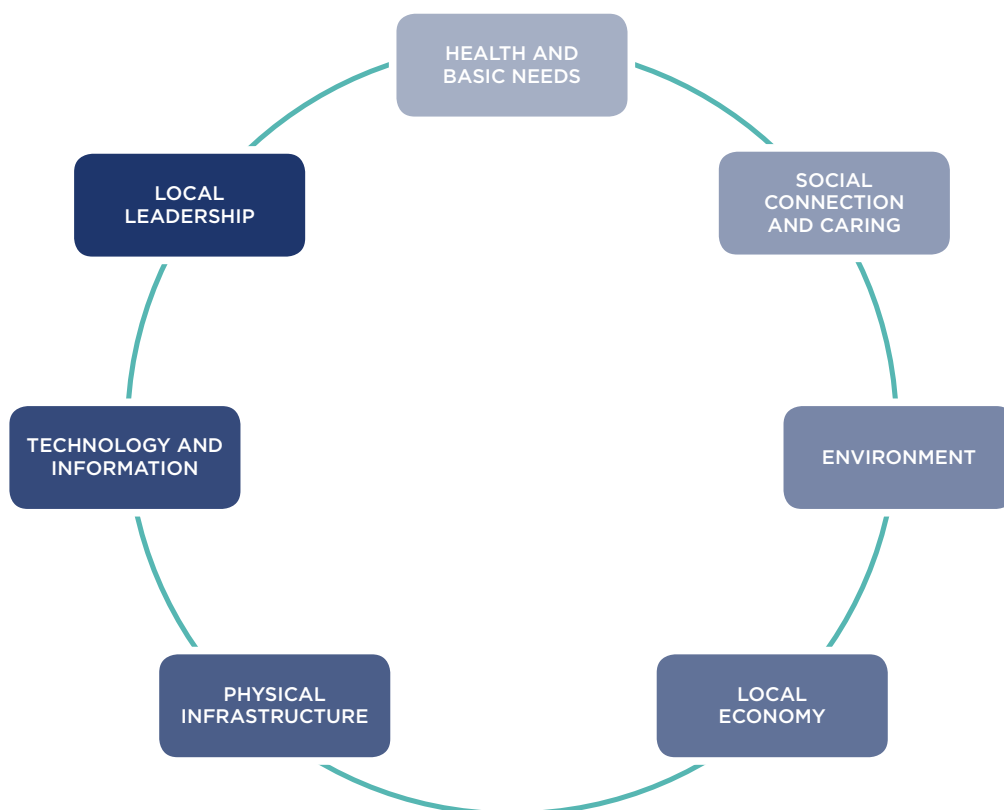 HEALTH AND
BASIC NEEDS
SOCIAL
CONNECTION
AND CARING
ENVIRONMENT
LOCAL
ECONOMY
PHYSICAL
INFRASTRUCTURE
TECHNOLOGY AND
INFORMATION
LOCAL
LEADERSHIP